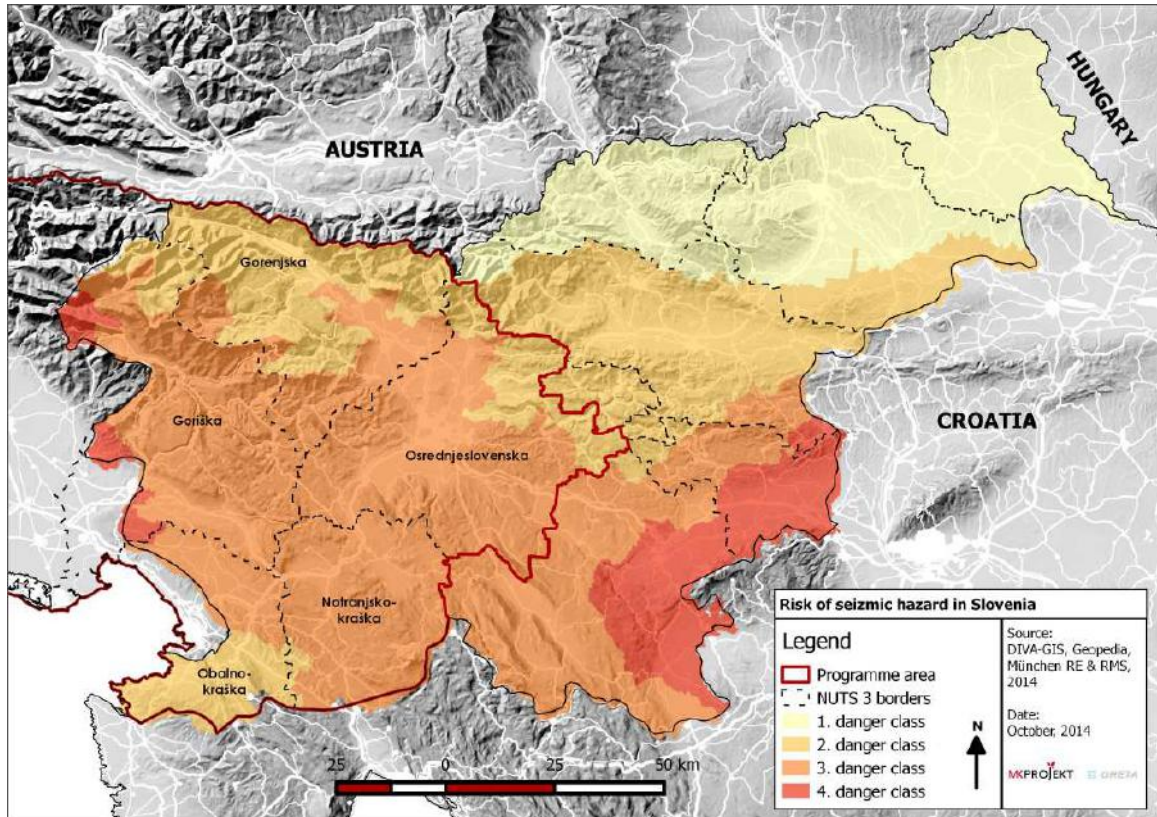 AUSTRIA
HUNGARY
Gorenjska
CROATIA
Goriška
Osrednjeslovenska
Notranjsko-
kraška
Obalno-
kraška
25 0 25 50 km
Risk of seizmic hazard in Slovenia
Legend
Programme area
NUTS 3 borders
1. danger class
2. danger class
3. danger class
4. danger class
N
Source:
DIVA-GIS, Geopedia,
München RE & RMS,
2014
Date:
October, 2014
MKPROJEKT